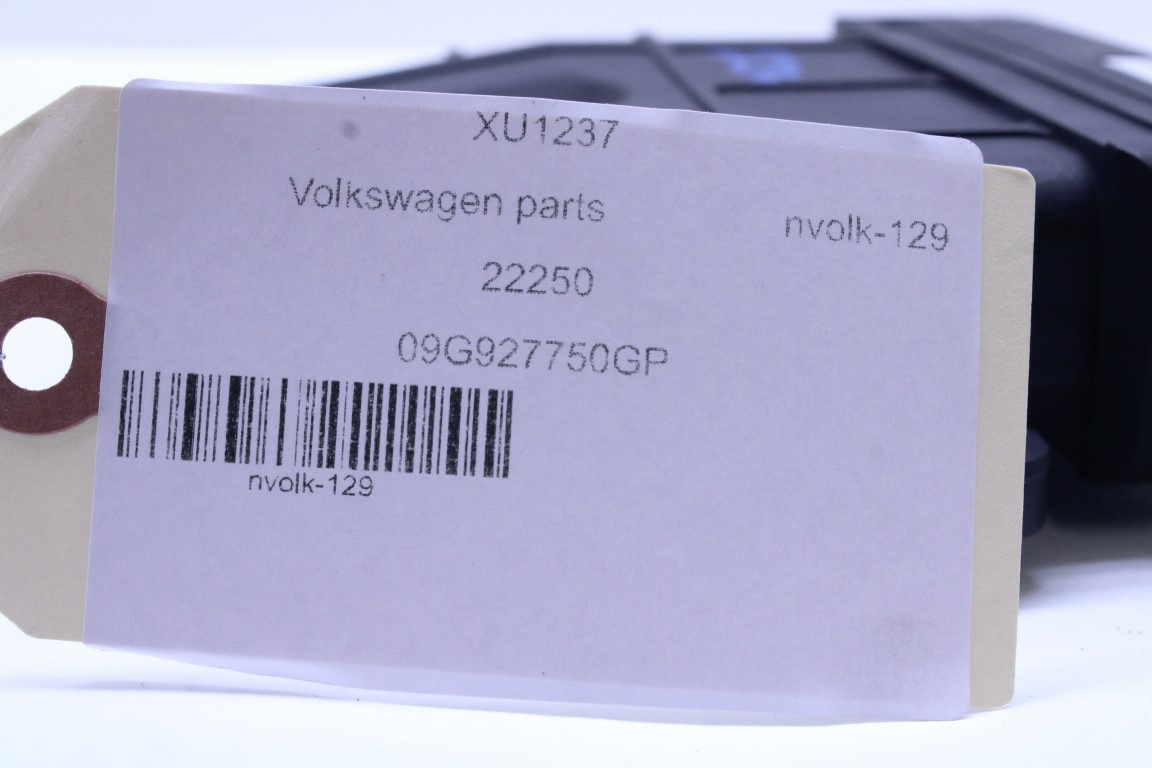 XU1237
Volkswagen parts
nvolk-129
22250
09G927750GP
nvolk-129